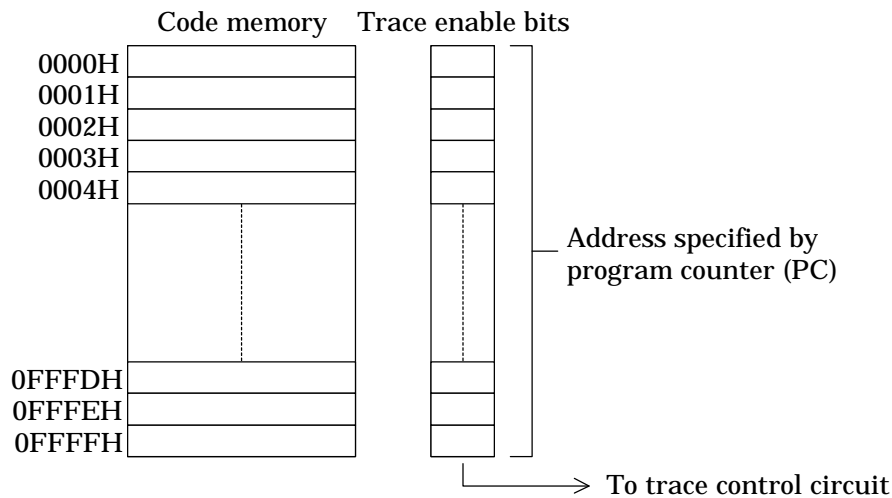 Code memory
Trace enable bits
0000H
0001H
0002H
0003H
0004H
0FFFDH
0FFFEH
0FFFFH
Address specified by
program counter (PC)
To trace control circuit